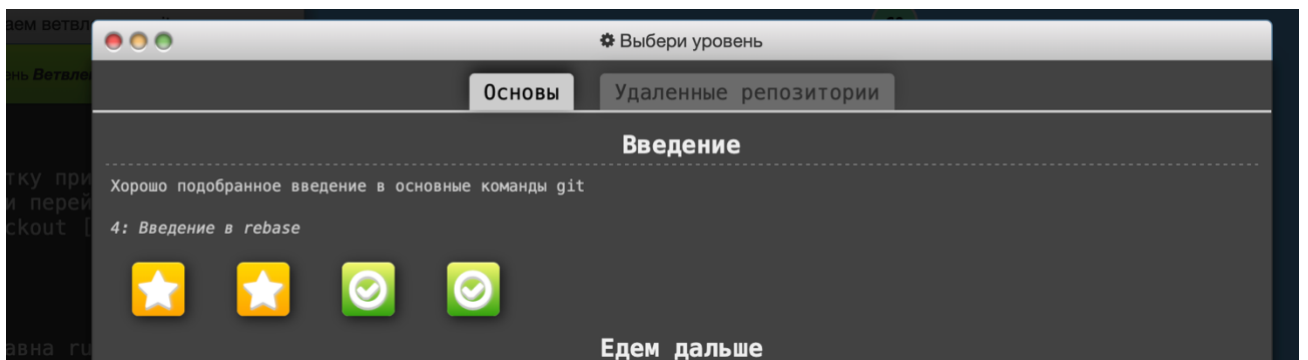 Выбери уровень
Основы
Удаленные репозитории
Введение
Хорошо подобранное введение в основные команды git
4: Введение в rebase
Едем дальше